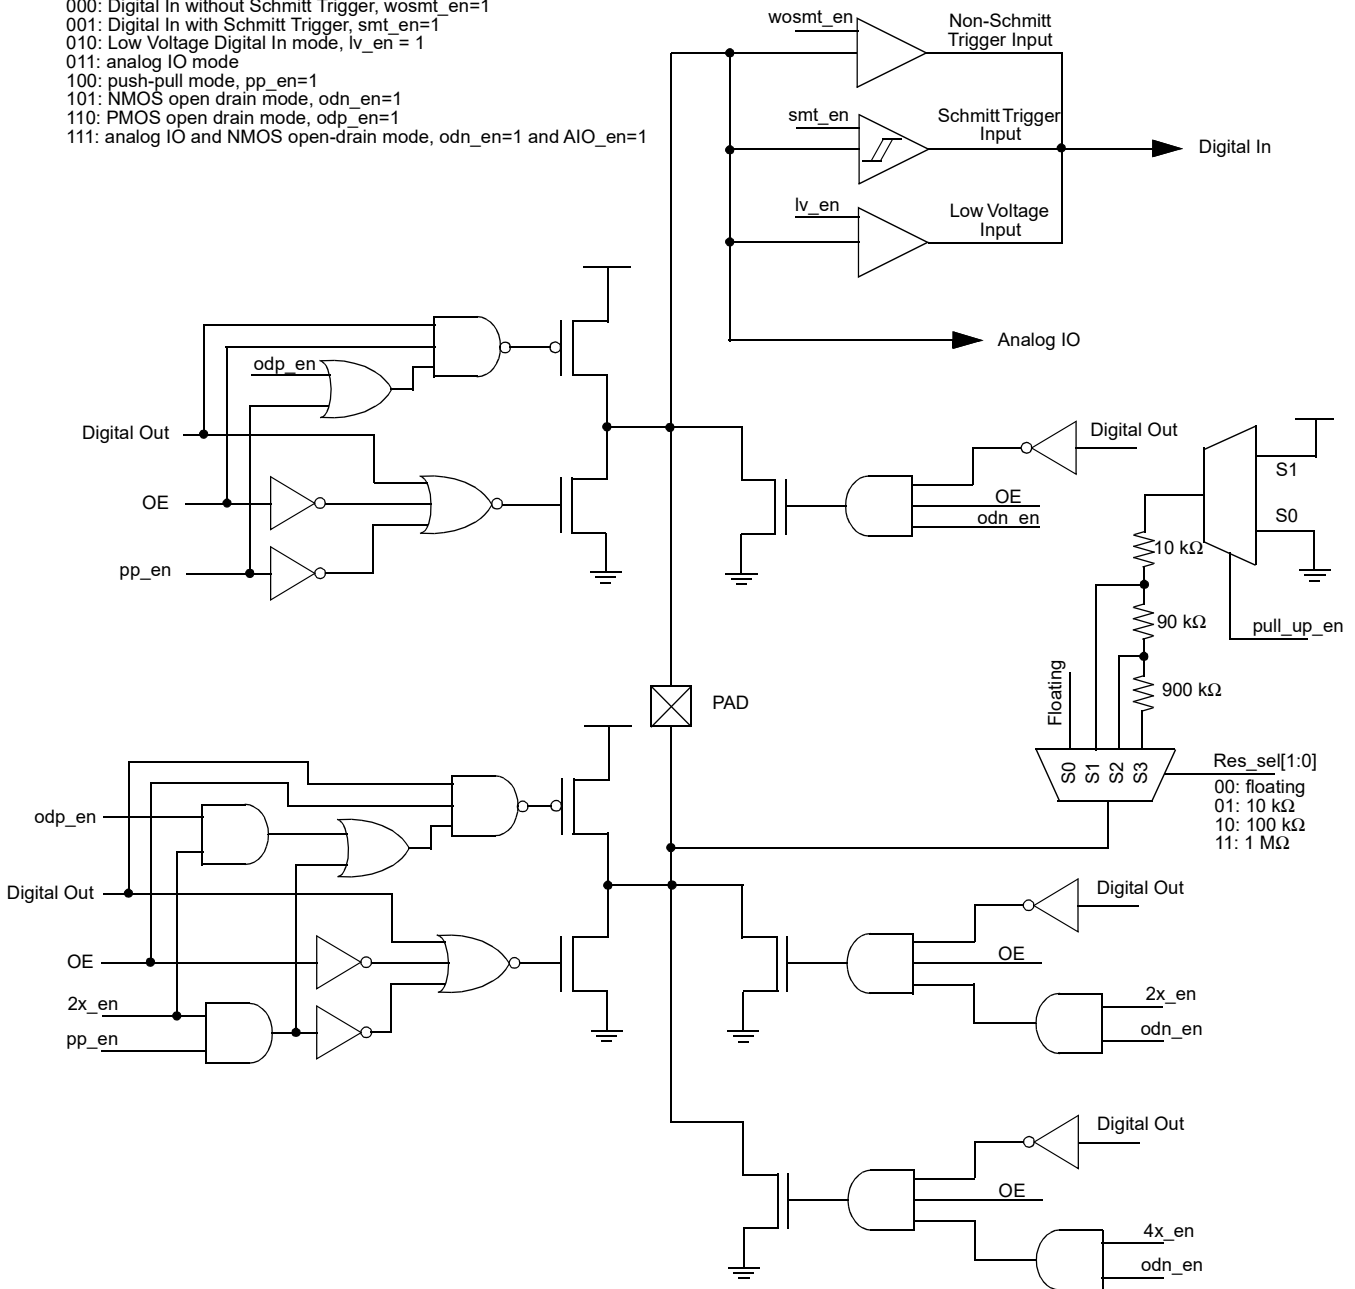 000: Digital In without Schmitt Trigger, wosmt_en=1
001: Digital In with Schmitt Trigger, smt_en=1
010: Low Voltage Digital In mode, lv_en = 1
011: analog IO mode
100: push-pull mode, pp_en=1
101: NMOS open drain mode, odn_en=1
110: PMOS open drain mode, odp_en=1
111: analog IO and NMOS open-drain mode, odn_en=1 and AIO_en=1
wosmt_en
Non-Schmitt
Trigger Input
smt_en
Schmitt Trigger
Input
Digital In
lv_en
Low Voltage
Input
Analog IO
odp_en
Digital Out
OE
pp_en
Digital Out
OE
odn_en
S1
S0
10 kΩ
90 kΩ
pull_up_en
900 kΩ
Floating
PAD
S0
S1
S2
S3
Res_sel[1:0]
00: floating
01: 10 kΩ
10: 100 kΩ
11: 1 MΩ
odp_en
Digital Out
OE
2x_en
pp_en
Digital Out
OE
2x_en
odn_en
Digital Out
OE
4x_en
odn_en